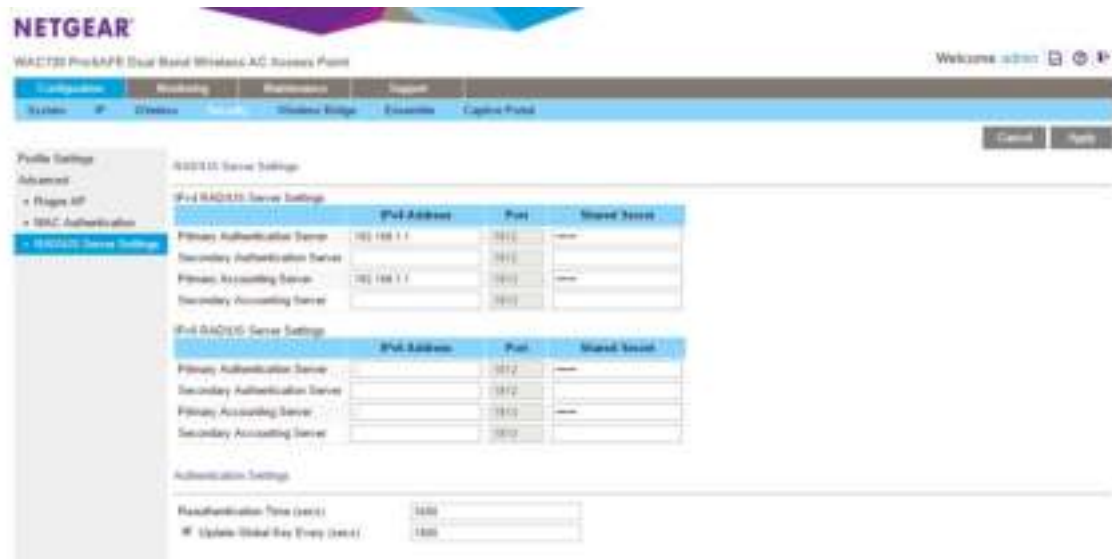 NETGEAR
ProSAFE Dual Band Wireless AC Access Point
Welcome admin
Configuration Monitoring Maintenance Support
System IP Wireless Security Wireless Bridge Ensemble Captive Portal
Cancel Apply
Profile Settings
Advanced
Rogue AP
MAC Authentication
RADIUS Server Settings
RADIUS Server Settings
IPv4 RADIUS Server Settings
IPv4 Address Port Shared Secret
Primary Authentication Server 192.168.1.1 1812
Secondary Authentication Server 1812
Primary Accounting Server 192.168.1.1 1813
Secondary Accounting Server 1813
IPv6 RADIUS Server Settings
IPv6 Address Port Shared Secret
Primary Authentication Server 1812
Secondary Authentication Server 1812
Primary Accounting Server 1813
Secondary Accounting Server 1813
Authentication Settings
Reauthentication Time (secs) 3600
Update Global Key Every (secs) 1800